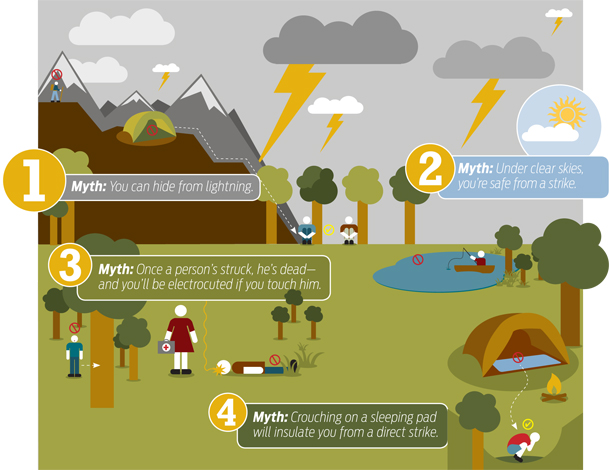 1
Myth: You can hide from lightning.
2
Myth: Under clear skies,
you're safe from a strike.
3
Myth: Once a person's struck, he's dead—
and you'll be electrocuted if you touch him.
4
Myth: Crouching on a sleeping pad
will insulate you from a direct strike.